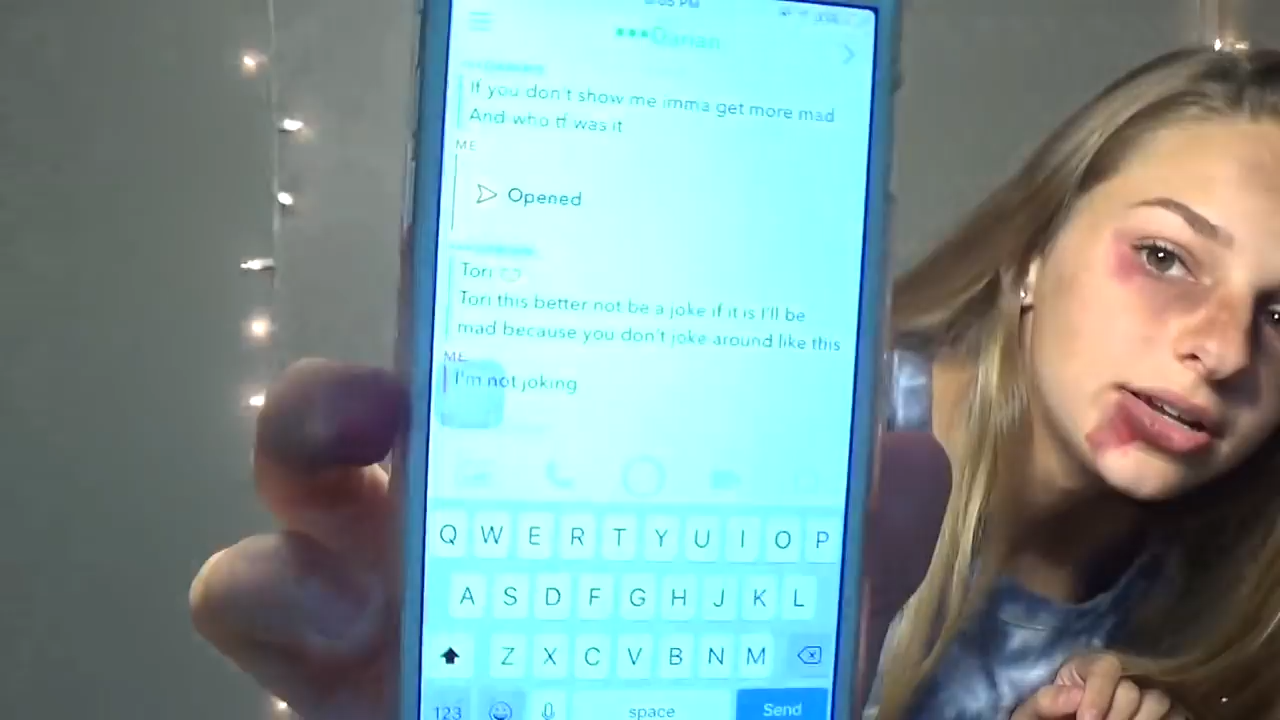 If you don't show me imma get more mad
And who tf was it
ME
Opened
Tori
Tori this better not be a joke if it is I'll be
mad because you don't joke around like this
ME
I'm not joking
Q W E R T Y U I O P
A S D F G H J K L
Z X C V B N M
123 space Send